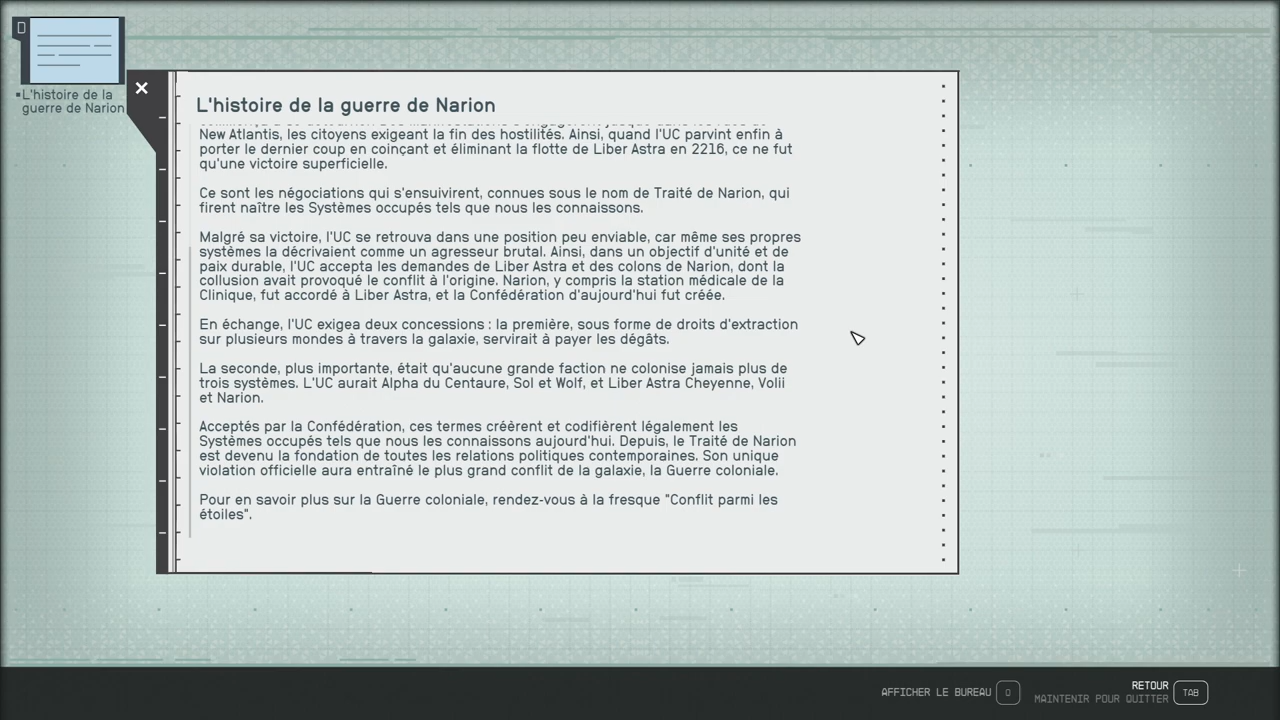 D
L'histoire de la
guerre de Narion
L'histoire de la guerre de Narion
New Atlantis, les citoyens exigeant la fin des hostilités. Ainsi, quand l'UC parvint enfin à
porter le dernier coup en coinçant et éliminant la flotte de Liber Astra en 2216, ce ne fut
qu'une victoire superficielle.
Ce sont les négociations qui s'ensuivirent, connues sous le nom de Traité de Narion, qui
firent naître les Systèmes occupés tels que nous les connaissons.
Malgré sa victoire, l'UC se retrouva dans une position peu enviable, car même ses propres
systèmes la décrivaient comme un agresseur brutal. Ainsi, dans un objectif d'unité et de
paix durable, l'UC accepta les demandes de Liber Astra et des colons de Narion, dont la
collusion avait provoqué le conflit à l'origine. Narion, y compris la station médicale de la
Clinique, fut accordé à Liber Astra, et la Confédération d'aujourd'hui fut créée.
En échange, l'UC exigea deux concessions : la première, sous forme de droits d'extraction
sur plusieurs mondes à travers la galaxie, servirait à payer les dégâts.
La seconde, plus importante, était qu'aucune grande faction ne colonise jamais plus de
trois systèmes. L'UC aurait Alpha du Centaure, Sol et Wolf, et Liber Astra Cheyenne, Volii
et Narion.
Acceptés par la Confédération, ces termes créèrent et codifièrent légalement les
Systèmes occupés tels que nous les connaissons aujourd'hui. Depuis, le Traité de Narion
est devenu la fondation de toutes les relations politiques contemporaines. Son unique
violation officielle aura entraîné le plus grand conflit de la galaxie, la Guerre coloniale.
Pour en savoir plus sur la Guerre coloniale, rendez-vous à la fresque "Conflit parmi les
étoiles".
AFFICHER LE BUREAU
RETOUR
MAINTENIR POUR QUITTER
TAB